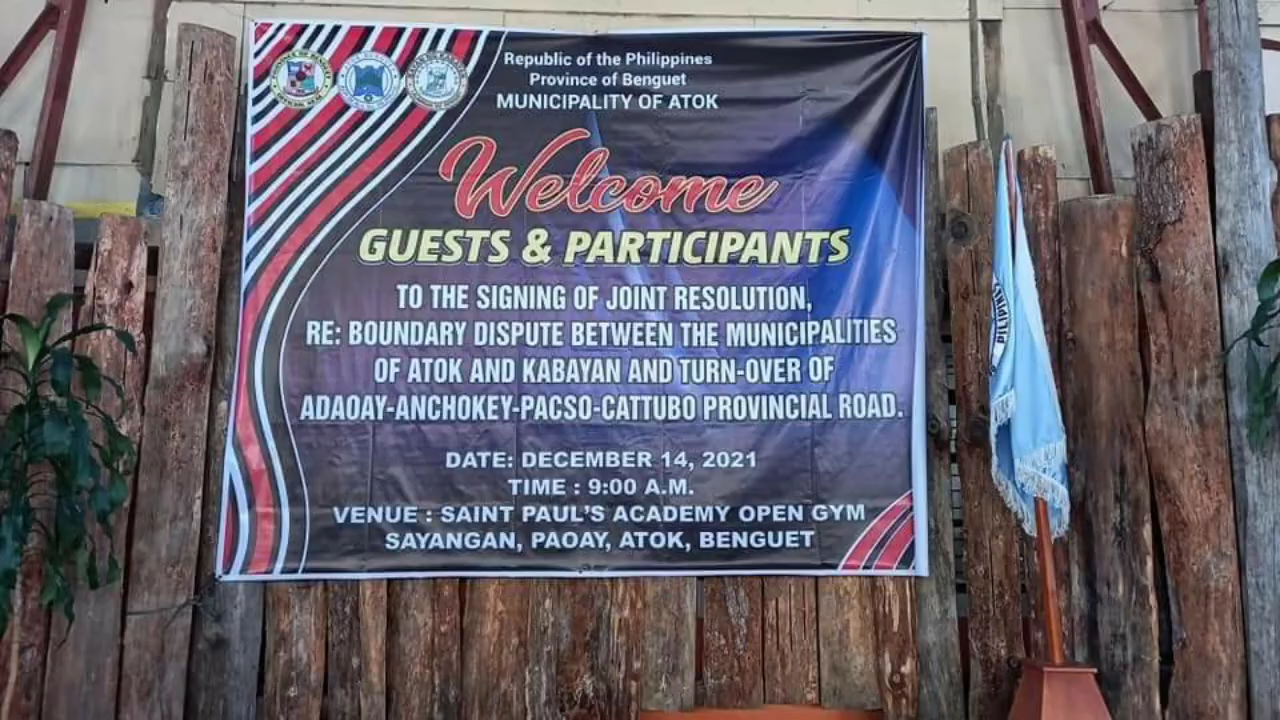 Republic of the Philippines
Province of Benguet
MUNICIPALITY OF ATOK
Welcome
GUESTS & PARTICIPANTS
TO THE SIGNING OF JOINT RESOLUTION,
RE: BOUNDARY DISPUTE BETWEEN THE MUNICIPALITIES
OF ATOK AND KABAYAN AND TURN-OVER OF
ADAOAY-ANCHOKEY-PACSO-CATTUBO PROVINCIAL ROAD.
DATE: DECEMBER 14, 2021
TIME : 9:00 A.M.
VENUE : SAINT PAUL'S ACADEMY OPEN GYM
SAYANGAN, PAOAY, ATOK, BENGUET